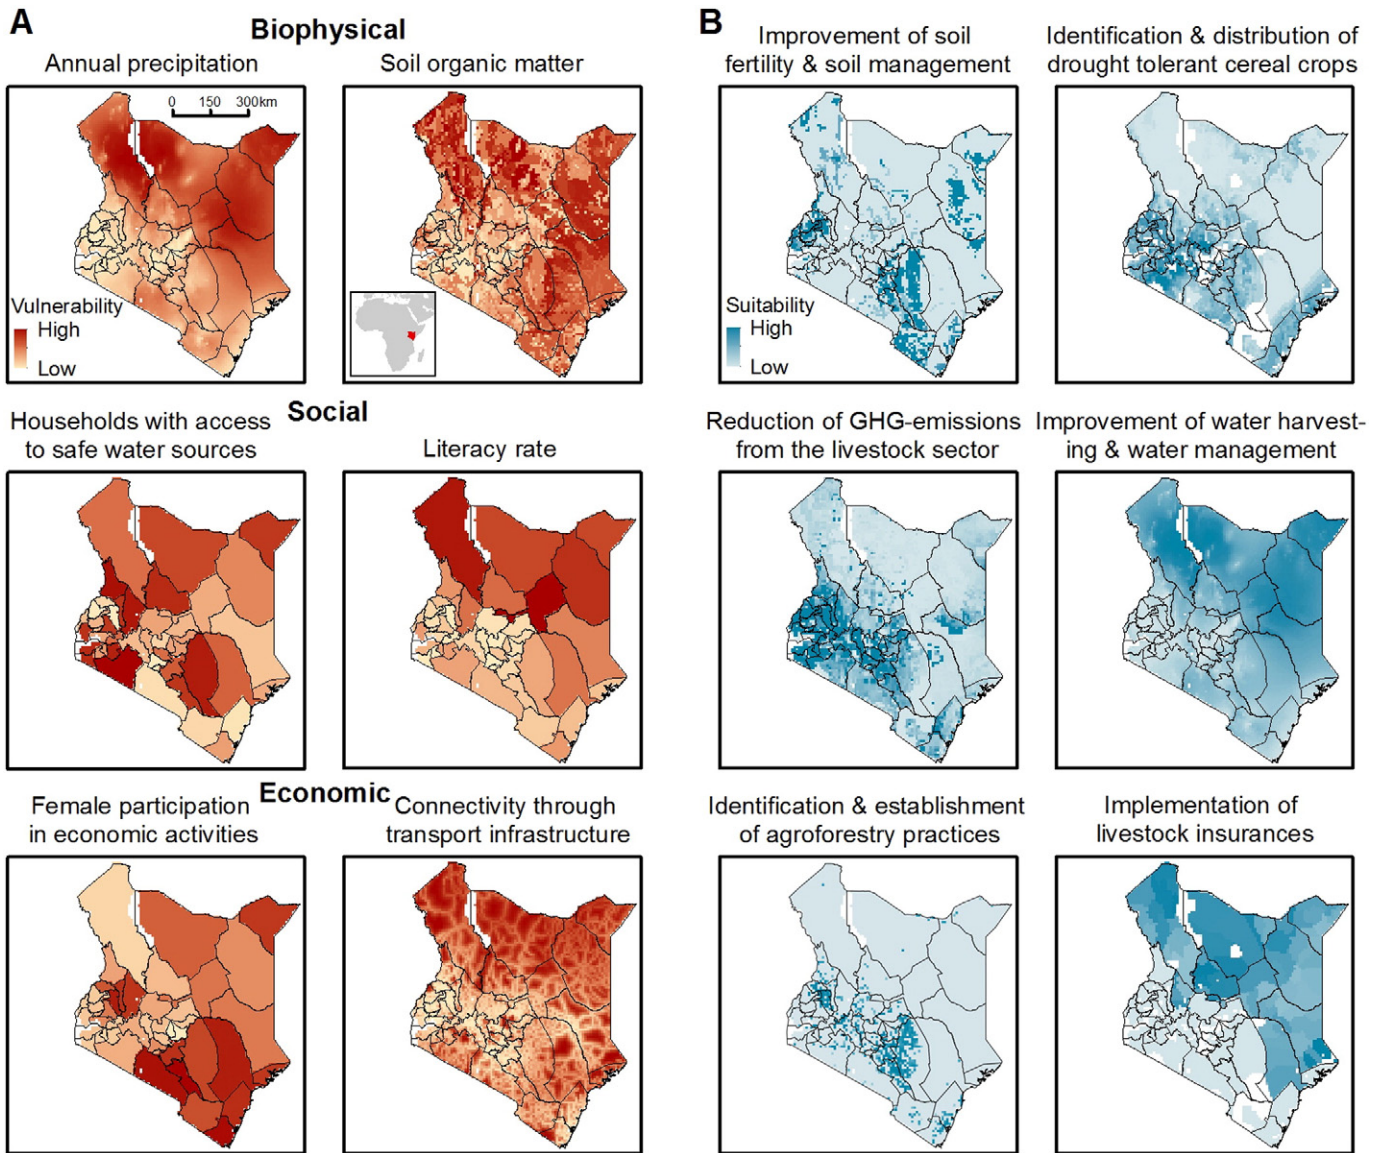 A
Biophysical
Annual precipitation
Soil organic matter
0 150 300km
Vulnerability
High
Low
Social
Households with access
to safe water sources
Literacy rate
Economic
Female participation
in economic activities
Connectivity through
transport infrastructure
B
Improvement of soil
fertility & soil management
Identification & distribution of
drought tolerant cereal crops
Suitability
High
Low
Reduction of GHG-emissions
from the livestock sector
Improvement of water harvest-
ing & water management
Identification & establishment
of agroforestry practices
Implementation of
livestock insurances